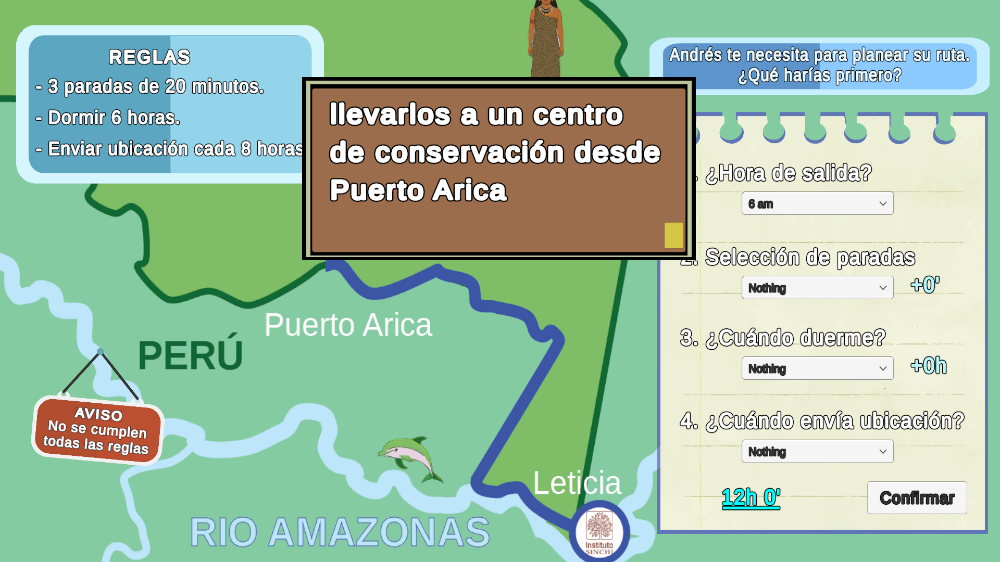 REGLAS
- 3 paradas de 20 minutos.
- Dormir 6 horas.
- Enviar ubicación cada 8 horas
Andrés te necesita para planear su ruta.
¿Qué harías primero?
llevarlos a un centro
de conservación desde
Puerto Arica
. ¿Hora de salida?
6 am
2. Selección de paradas
Nothing
+0'
3. ¿Cuándo duerme?
Nothing
+0h
4. ¿Cuándo envía ubicación?
Nothing
12h 0'
Confirmar
Puerto Arica
PERÚ
AVISO
No se cumplen
todas las reglas
Leticia
RIO AMAZONAS
Instituto
SINCHI